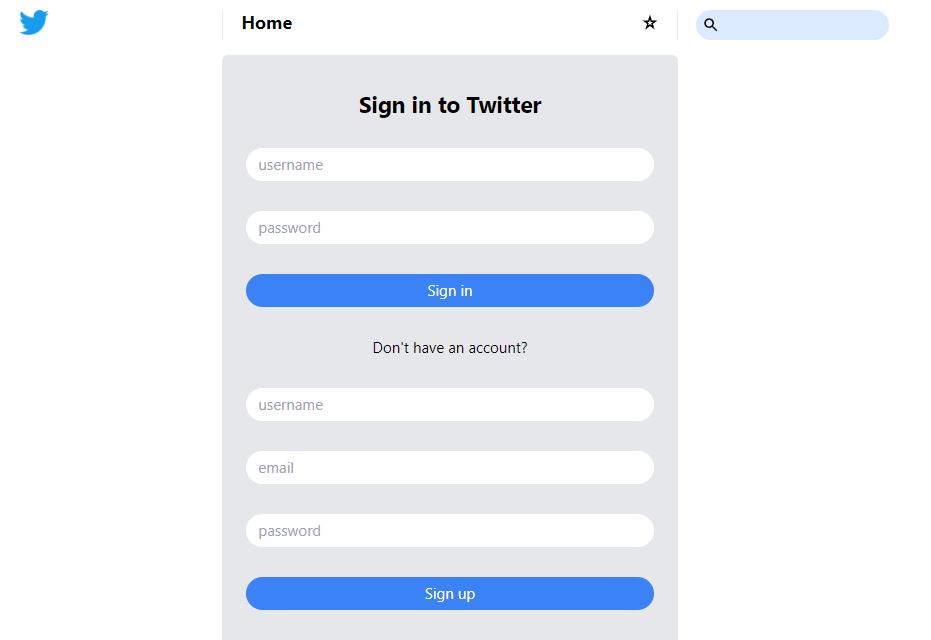 Home
Sign in to Twitter
username
password
Sign in
Don't have an account?
username
email
password
Sign up